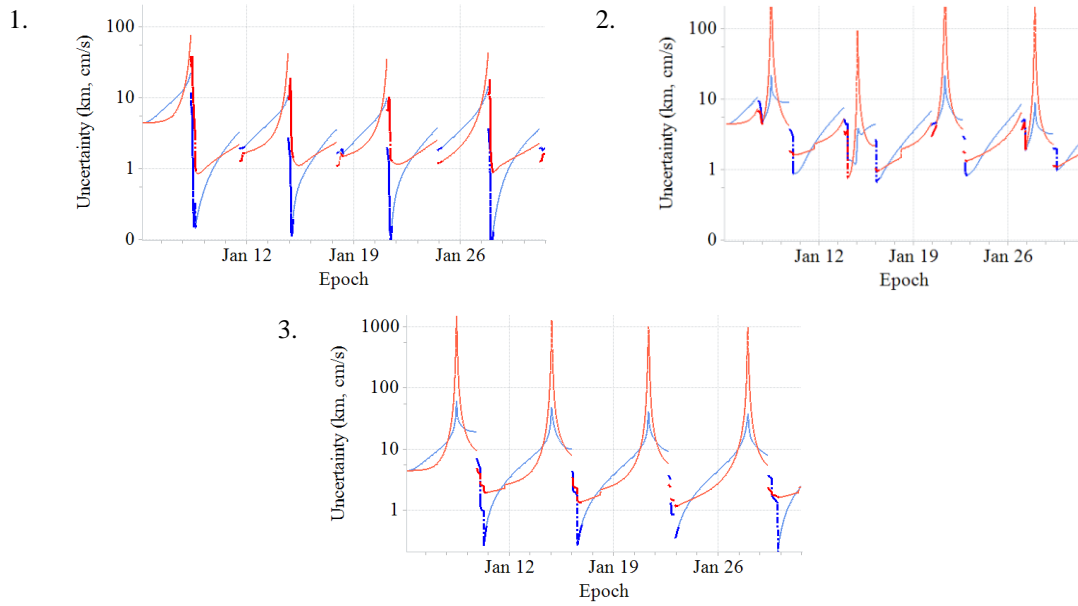 1.
Uncertainty (km, cm/s)
100
10
1
0
Jan 12 Jan 19 Jan 26
Epoch
2.
Uncertainty (km, cm/s)
100
10
1
0
Jan 12 Jan 19 Jan 26
Epoch
3.
Uncertainty (km, cm/s)
1000
100
10
1
Jan 12 Jan 19 Jan 26
Epoch